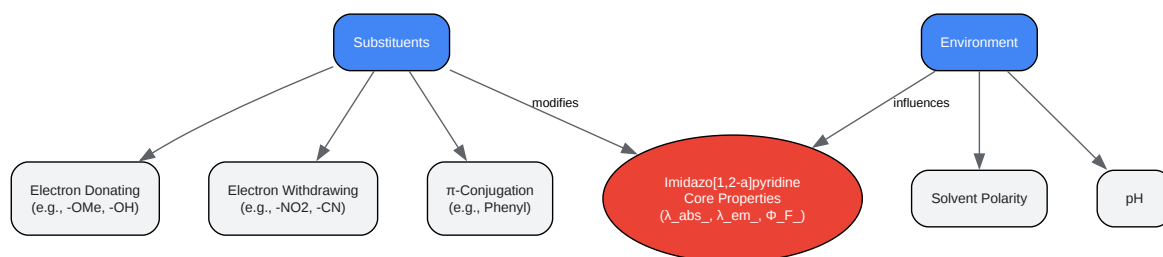 Substituents
Environment
modifies
influences
Electron Donating
(e.g., -OMe, -OH)
Electron Withdrawing
(e.g., -NO2, -CN)
π-Conjugation
(e.g., Phenyl)
Imidazo[1,2-a]pyridine
Core Properties
(λ_abs_, λ_em_, Φ_F_)
Solvent Polarity
pH